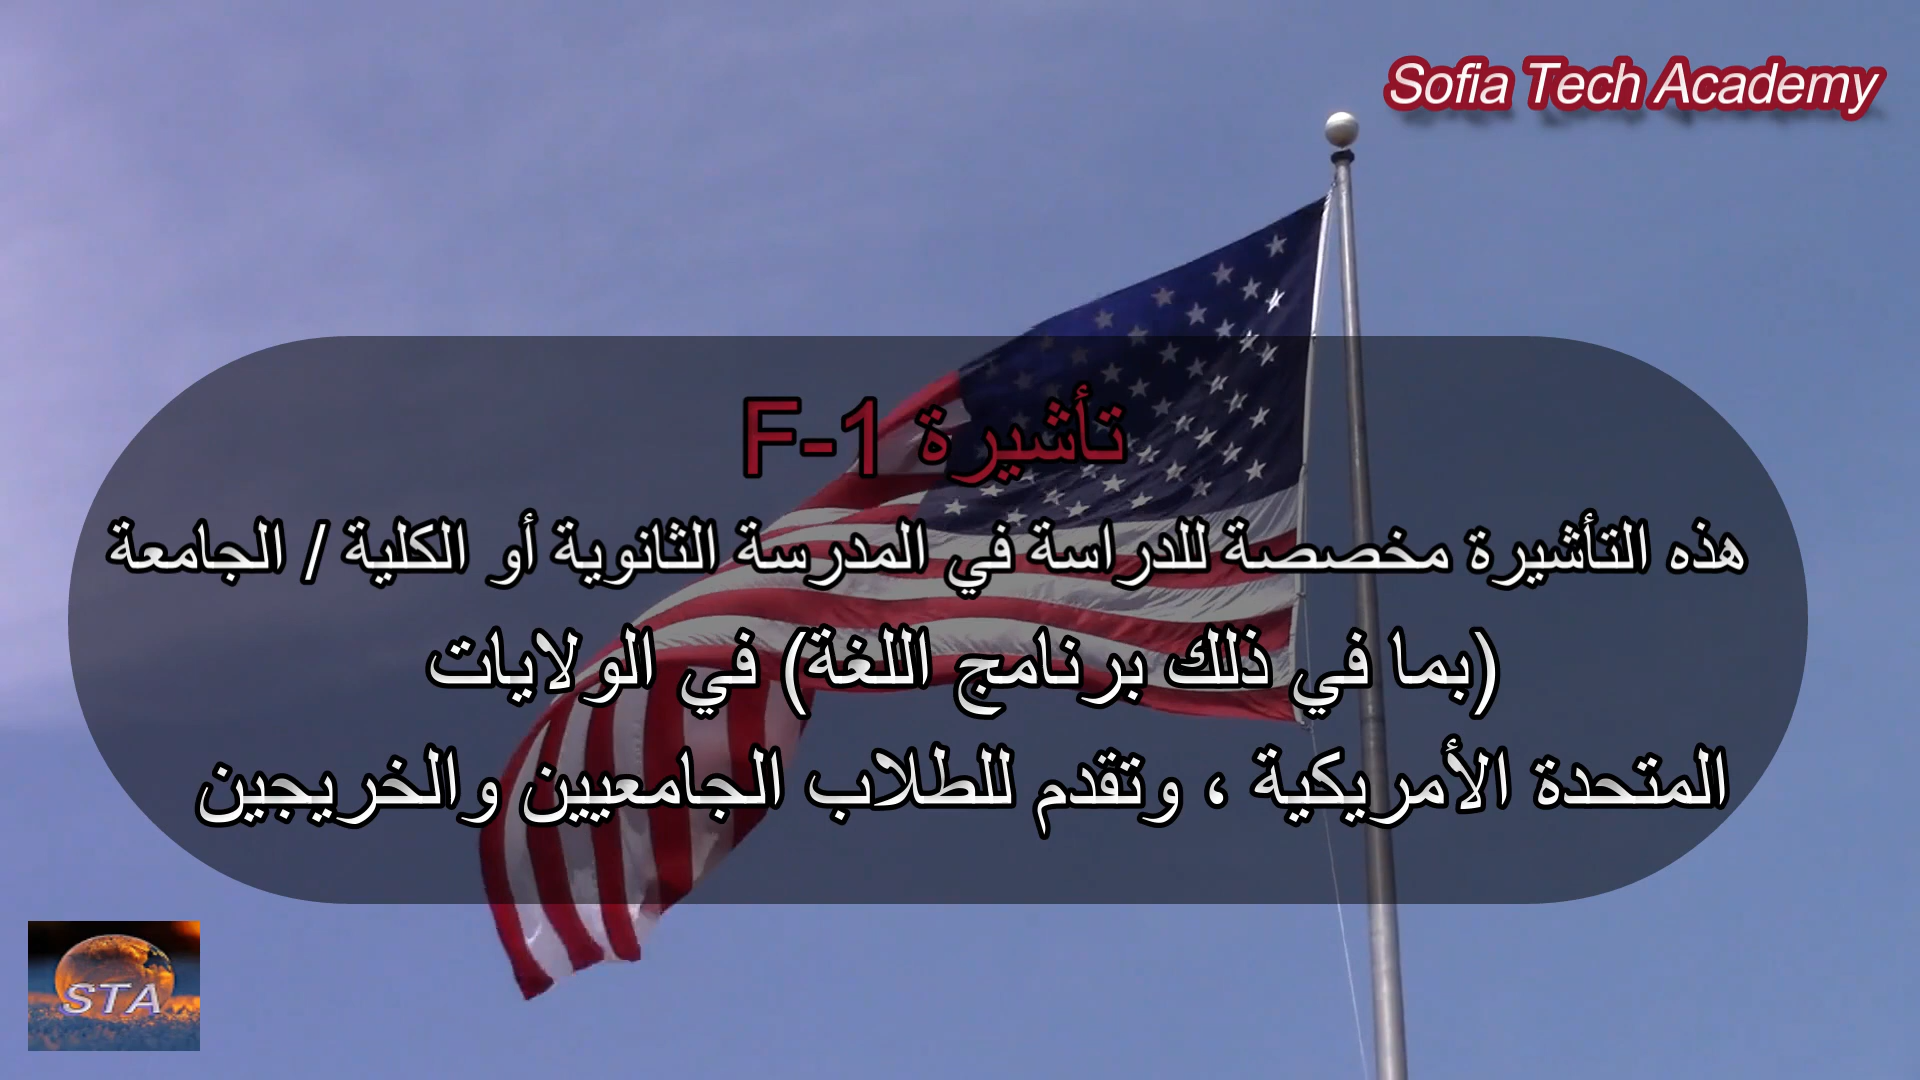 Sofia Tech Academy
تأشيرة F-1
هذه التأشيرة مخصصة للدراسة في المدرسة الثانوية أو الكلية / الجامعة
(بما في ذلك برنامج اللغة) في الولايات
المتحدة الأمريكية ، وتقدم للطلاب الجامعيين والخريجين
STA